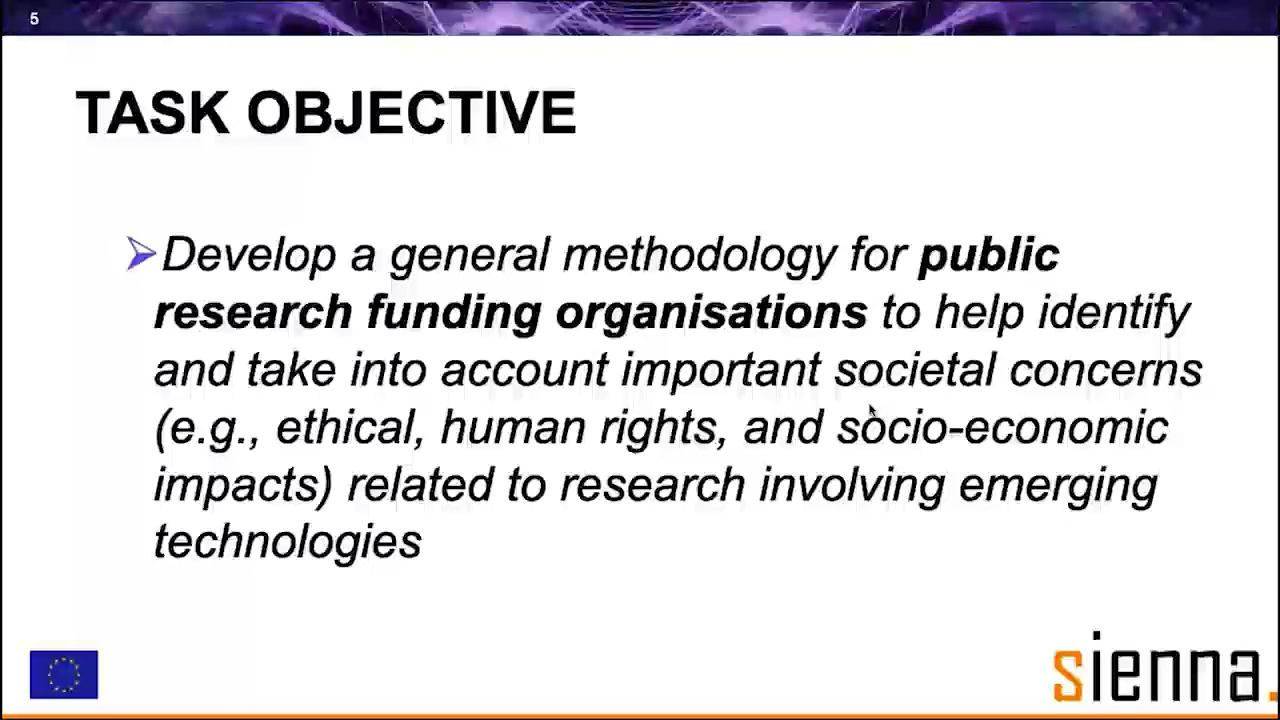 5
TASK OBJECTIVE
Develop a general methodology for public
research funding organisations to help identify
and take into account important societal concerns
(e.g., ethical, human rights, and socio-economic
impacts) related to research involving emerging
technologies
sienna.